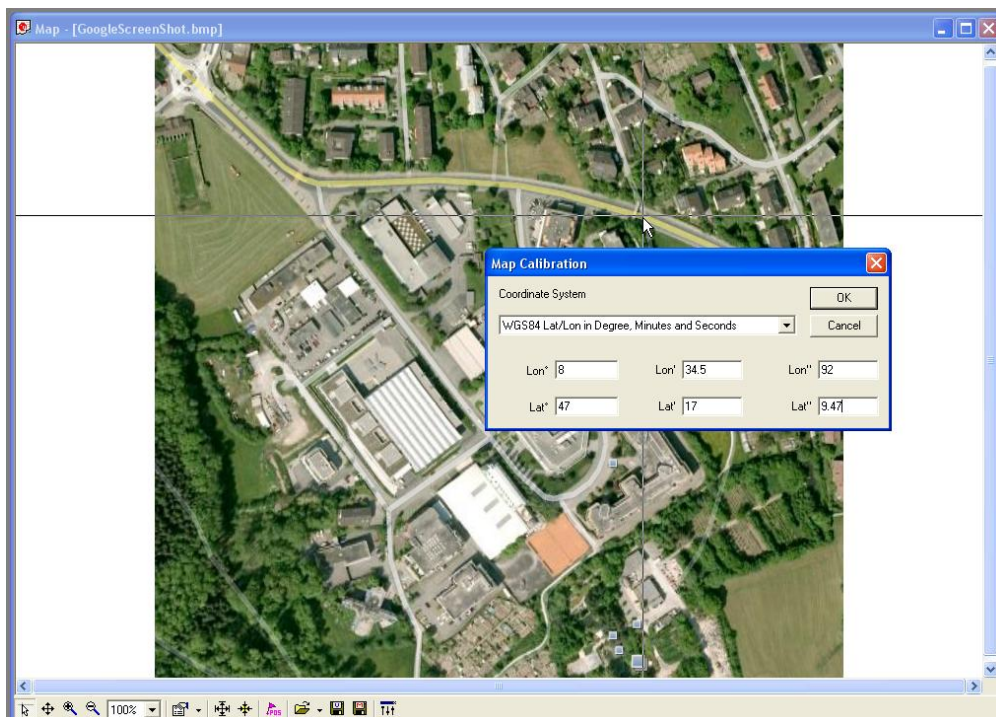 Map - [GoogleScreenShot.bmp]
Map Calibration
Coordinate System
OK
WGS84 Lat/Lon in Degree, Minutes and Seconds
Cancel
Lon° 8 Lon' 34.5 Lon'' 92
Lat° 47 Lat' 17 Lat'' 9.47
100% POS